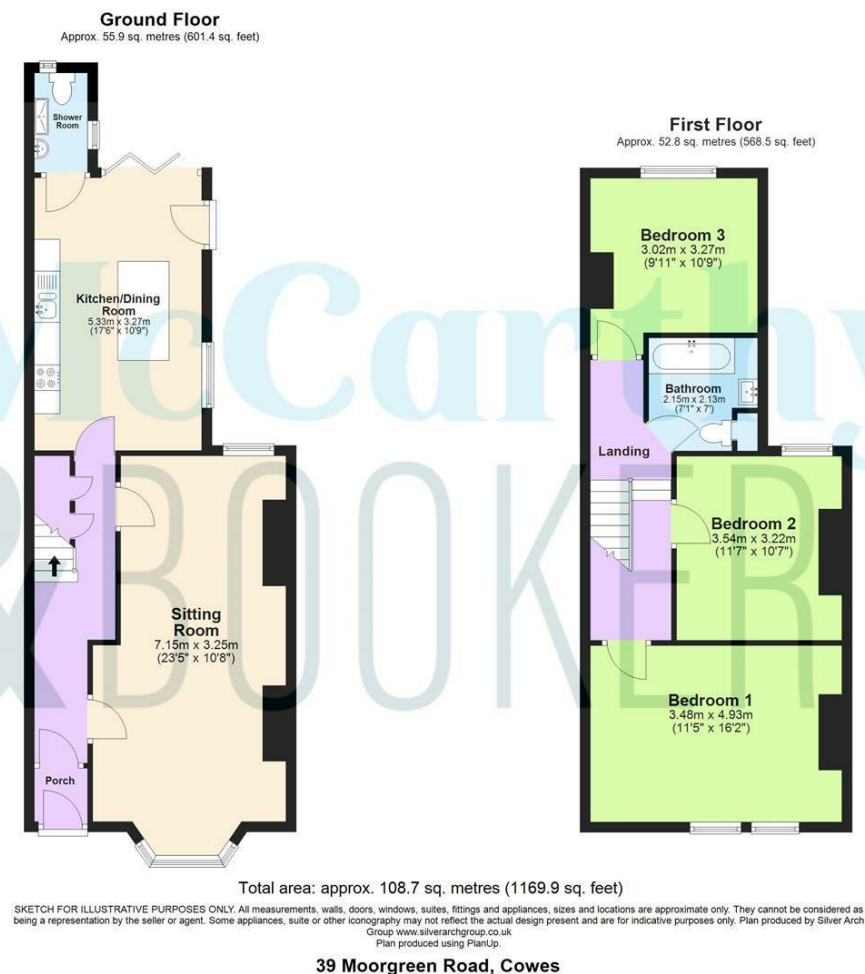 Ground Floor
Approx. 55.9 sq. metres (601.4 sq. feet)
Shower
Room
Kitchen/Dining
Room
5.33m x 3.27m
(17'6" x 10'9")
Sitting
Room
7.15m x 3.25m
(23'5" x 10'8")
Porch
First Floor
Approx. 52.8 sq. metres (568.5 sq. feet)
Bedroom 3
3.02m x 3.27m
(9'11" x 10'9")
Bathroom
2.15m x 2.13m
(7'1" x 7')
Landing
Bedroom 2
3.54m x 3.22m
(11'7" x 10'7")
Bedroom 1
3.48m x 4.93m
(11'5" x 16'2")
McCarthy
& BOOKER
Total area: approx. 108.7 sq. metres (1169.9 sq. feet)
SKETCH FOR ILLUSTRATIVE PURPOSES ONLY. All measurements, walls, doors, windows, suites, fittings and appliances, sizes and locations are approximate only. They cannot be considered as
being a representation by the seller or agent. Some appliances, suite or other iconography may not reflect the actual design present and are for indicative purposes only. Plan produced by Silver Arch
Group www.silverarchgroup.co.uk
Plan produced using PlanUp.
39 Moorgreen Road, Cowes